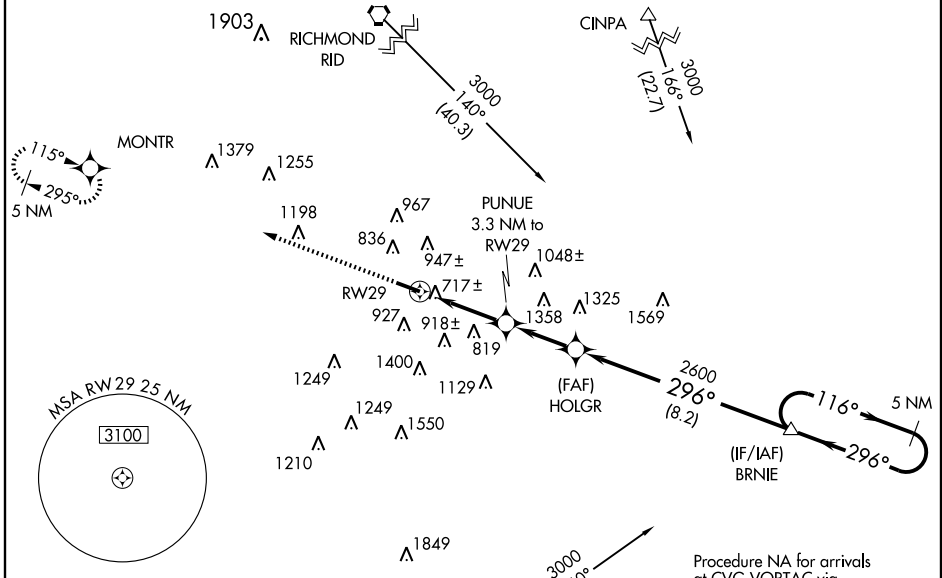 1903
RICHMOND
RID
3000
140°
(40.3)
CINPA
3000
166°
(22.7)
MONTR
115°
295°
5 NM
1379
1255
1198
967
836
947±
PUNUE
3.3 NM to
RW29
1048±
RW29
717±
1358
1325
1569
927
918±
819
1249
1400
1129
(FAF)
HOLGR
2600
296°
(8.2)
116°
5 NM
296°
(IF/IAF)
BRNIE
MSA RW 29 25 NM
3100
1249
1550
1210
1849
3000
Procedure NA for arrivals